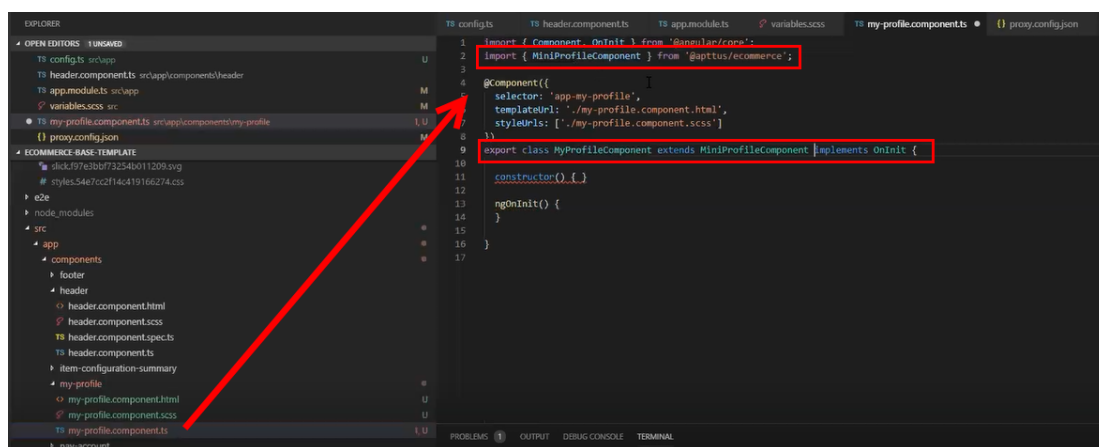 EXPLORER
OPEN EDITORS 1 UNSAVED
TS config.ts src\app U
TS header.component.ts src\app\components\header
TS app.module.ts src\app M
variables.scss src M
TS my-profile.component.ts src\app\components\my-profile 1, U
{} proxy.config.json M
ECOMMERCE-BASE-TEMPLATE
slick.f97e3bbf73254b011209.svg
# styles.54e7cc2f14c419166274.css
e2e
node_modules
src
app
components
footer
header
header.component.html
header.component.scss
TS header.component.spec.ts
TS header.component.ts
item-configuration-summary
my-profile
my-profile.component.html U
my-profile.component.scss U
TS my-profile.component.ts 1, U
nav-account
TS config.ts TS header.component.ts TS app.module.ts variables.scss TS my-profile.component.ts {} proxy.config.json
1 import { Component, OnInit } from '@angular/core';
2 import { MiniProfileComponent } from '@apttus/ecommerce';
3
4 @Component({
5 selector: 'app-my-profile',
6 templateUrl: './my-profile.component.html',
7 styleUrls: ['./my-profile.component.scss']
8 })
9 export class MyProfileComponent extends MiniProfileComponent implements OnInit {
10
11 constructor() { }
12
13 ngOnInit() {
14 }
15
16 }
17
PROBLEMS 1 OUTPUT DEBUG CONSOLE TERMINAL